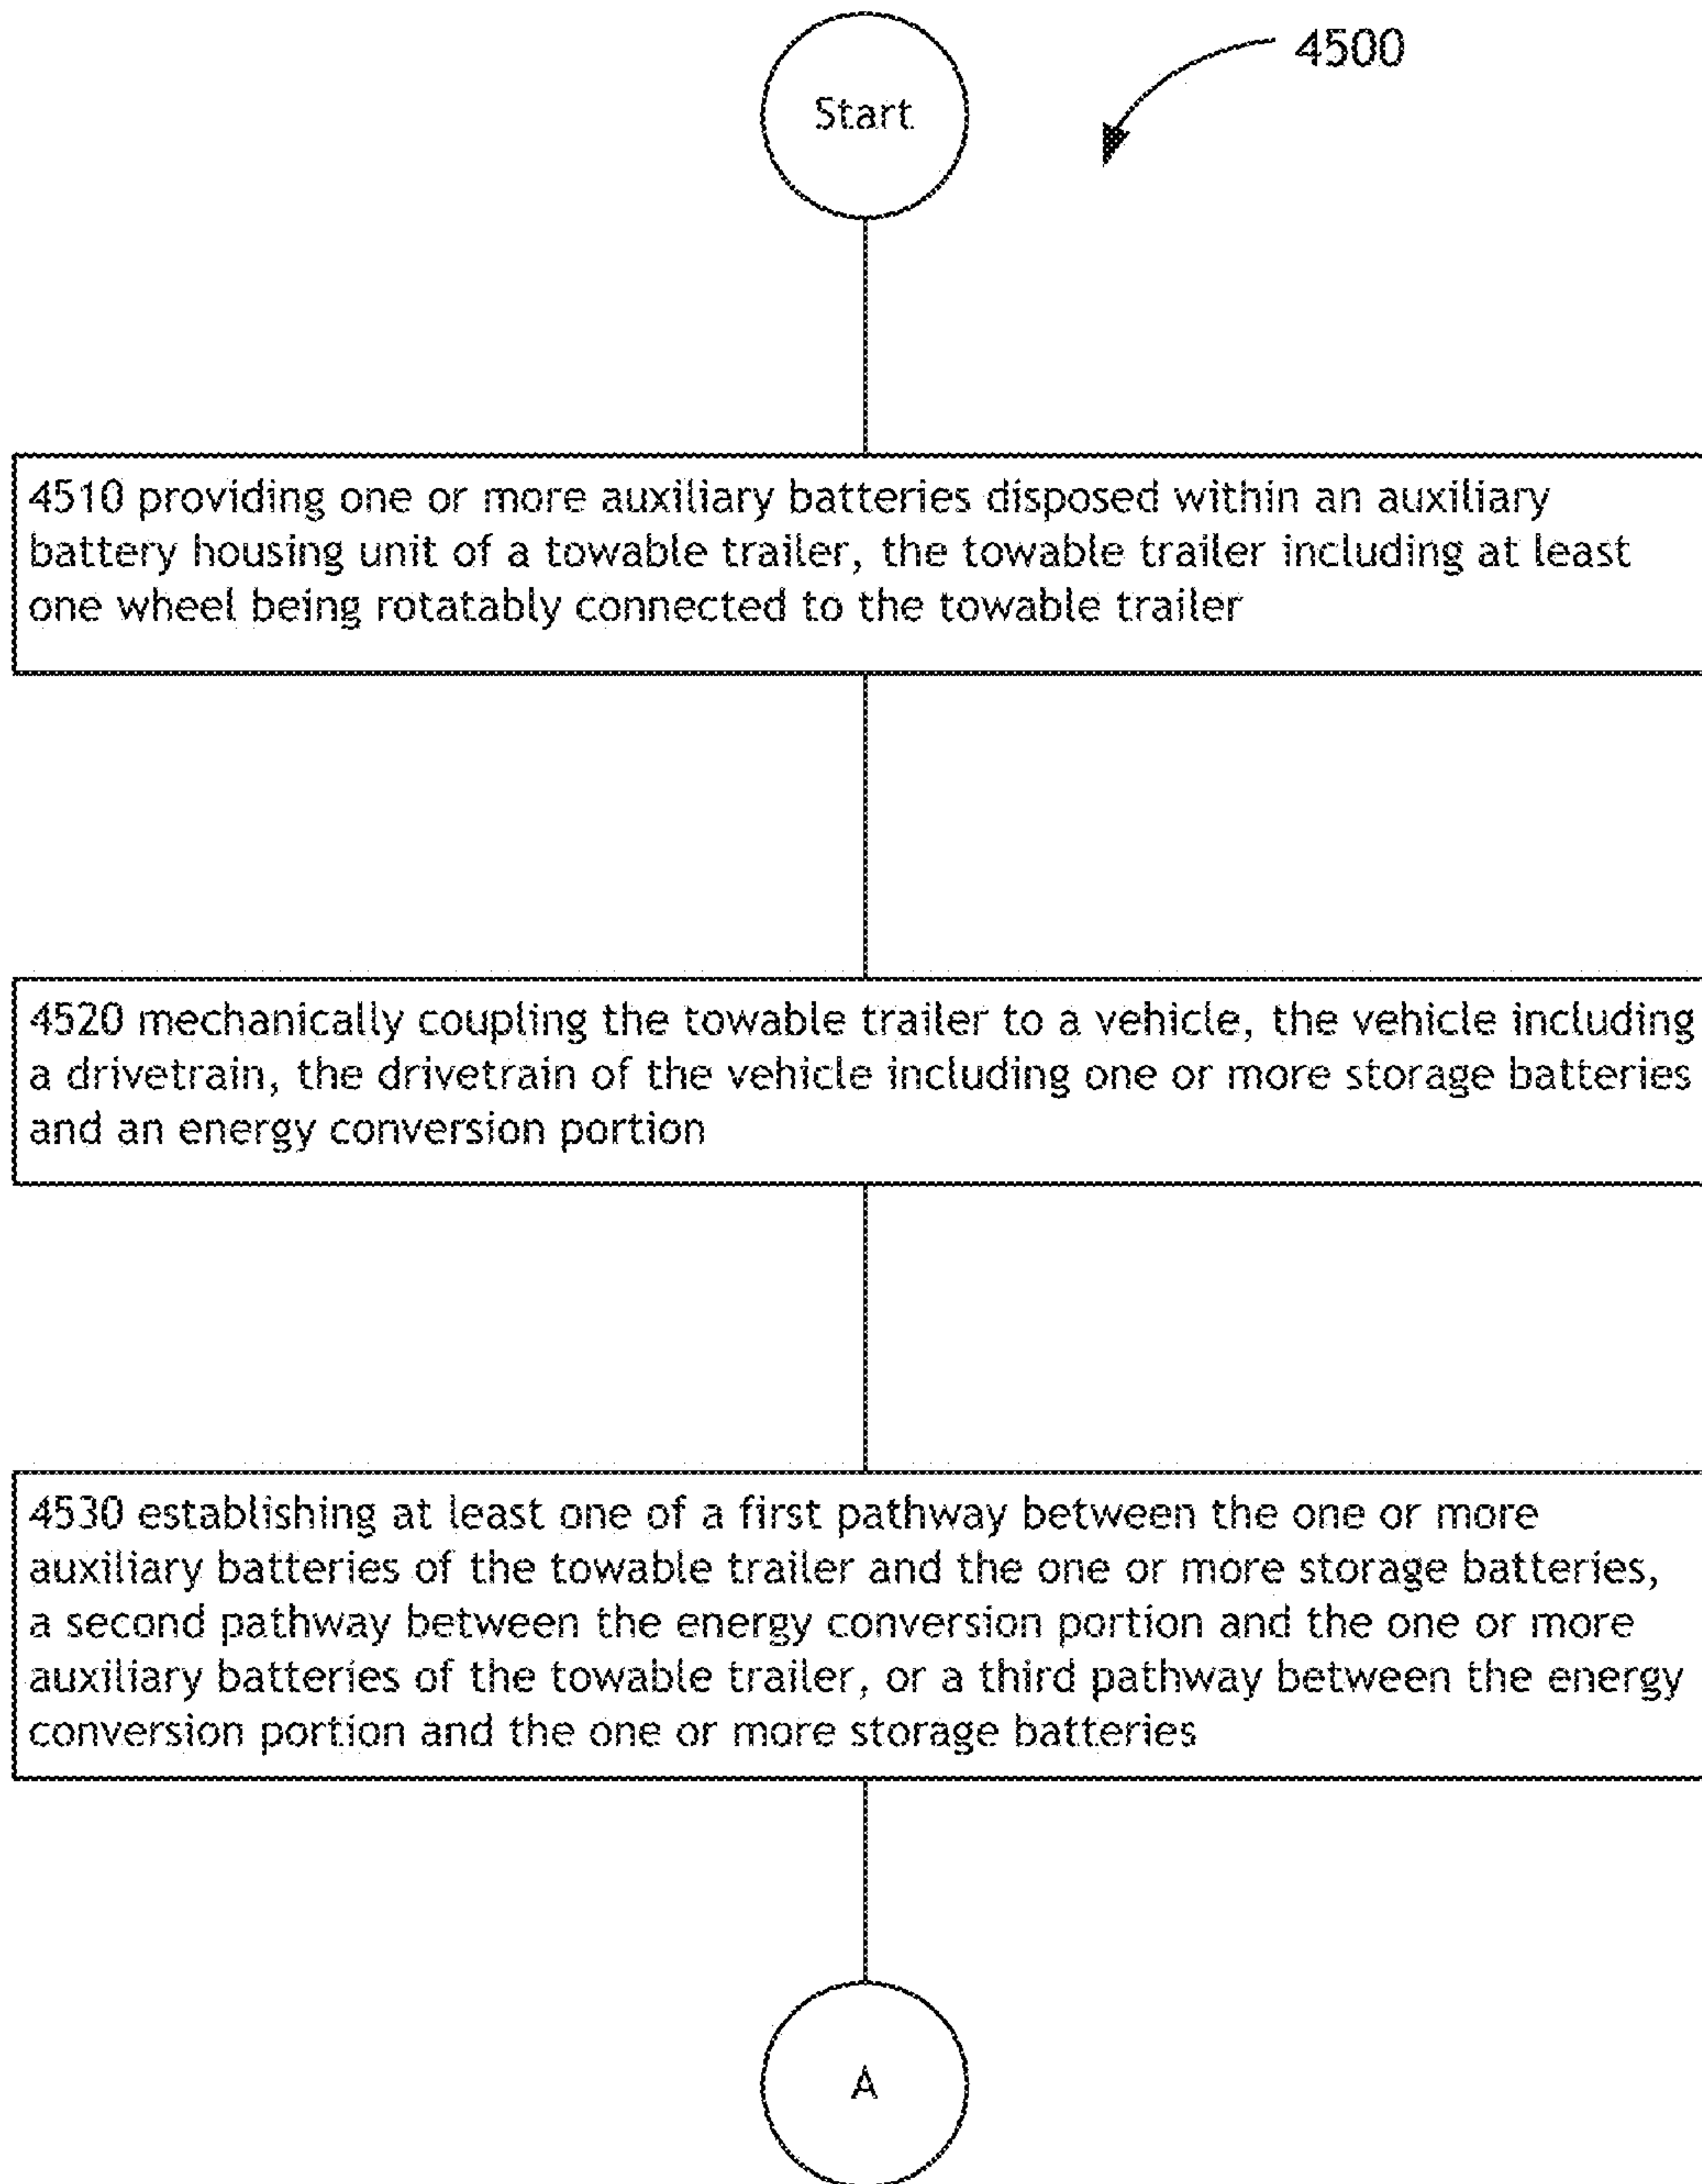 4500
Start
4510 providing one or more auxiliary batteries disposed within an auxiliary
battery housing unit of a towable trailer, the towable trailer including at least
one wheel being rotatably connected to the towable trailer
4520 mechanically coupling the towable trailer to a vehicle, the vehicle including
a drivetrain, the drivetrain of the vehicle including one or more storage batteries
and an energy conversion portion
4530 establishing at least one of a first pathway between the one or more
auxiliary batteries of the towable trailer and the one or more storage batteries,
a second pathway between the energy conversion portion and the one or more
auxiliary batteries of the towable trailer, or a third pathway between the energy
conversion portion and the one or more storage batteries
A